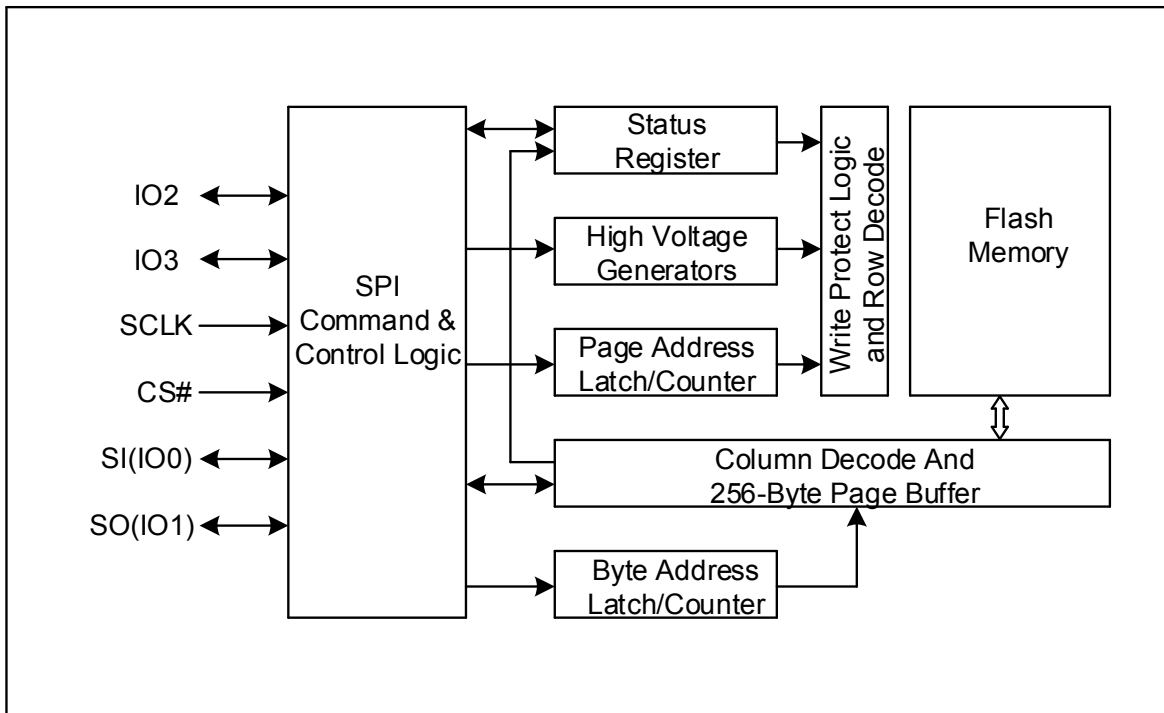 IO2
IO3
SCLK
CS#
SI(IO0)
SO(IO1)
SPI
Command &
Control Logic
Status
Register
High Voltage
Generators
Page Address
Latch/Counter
Write Protect Logic
and Row Decode
Flash
Memory
Column Decode And
256-Byte Page Buffer
Byte Address
Latch/Counter